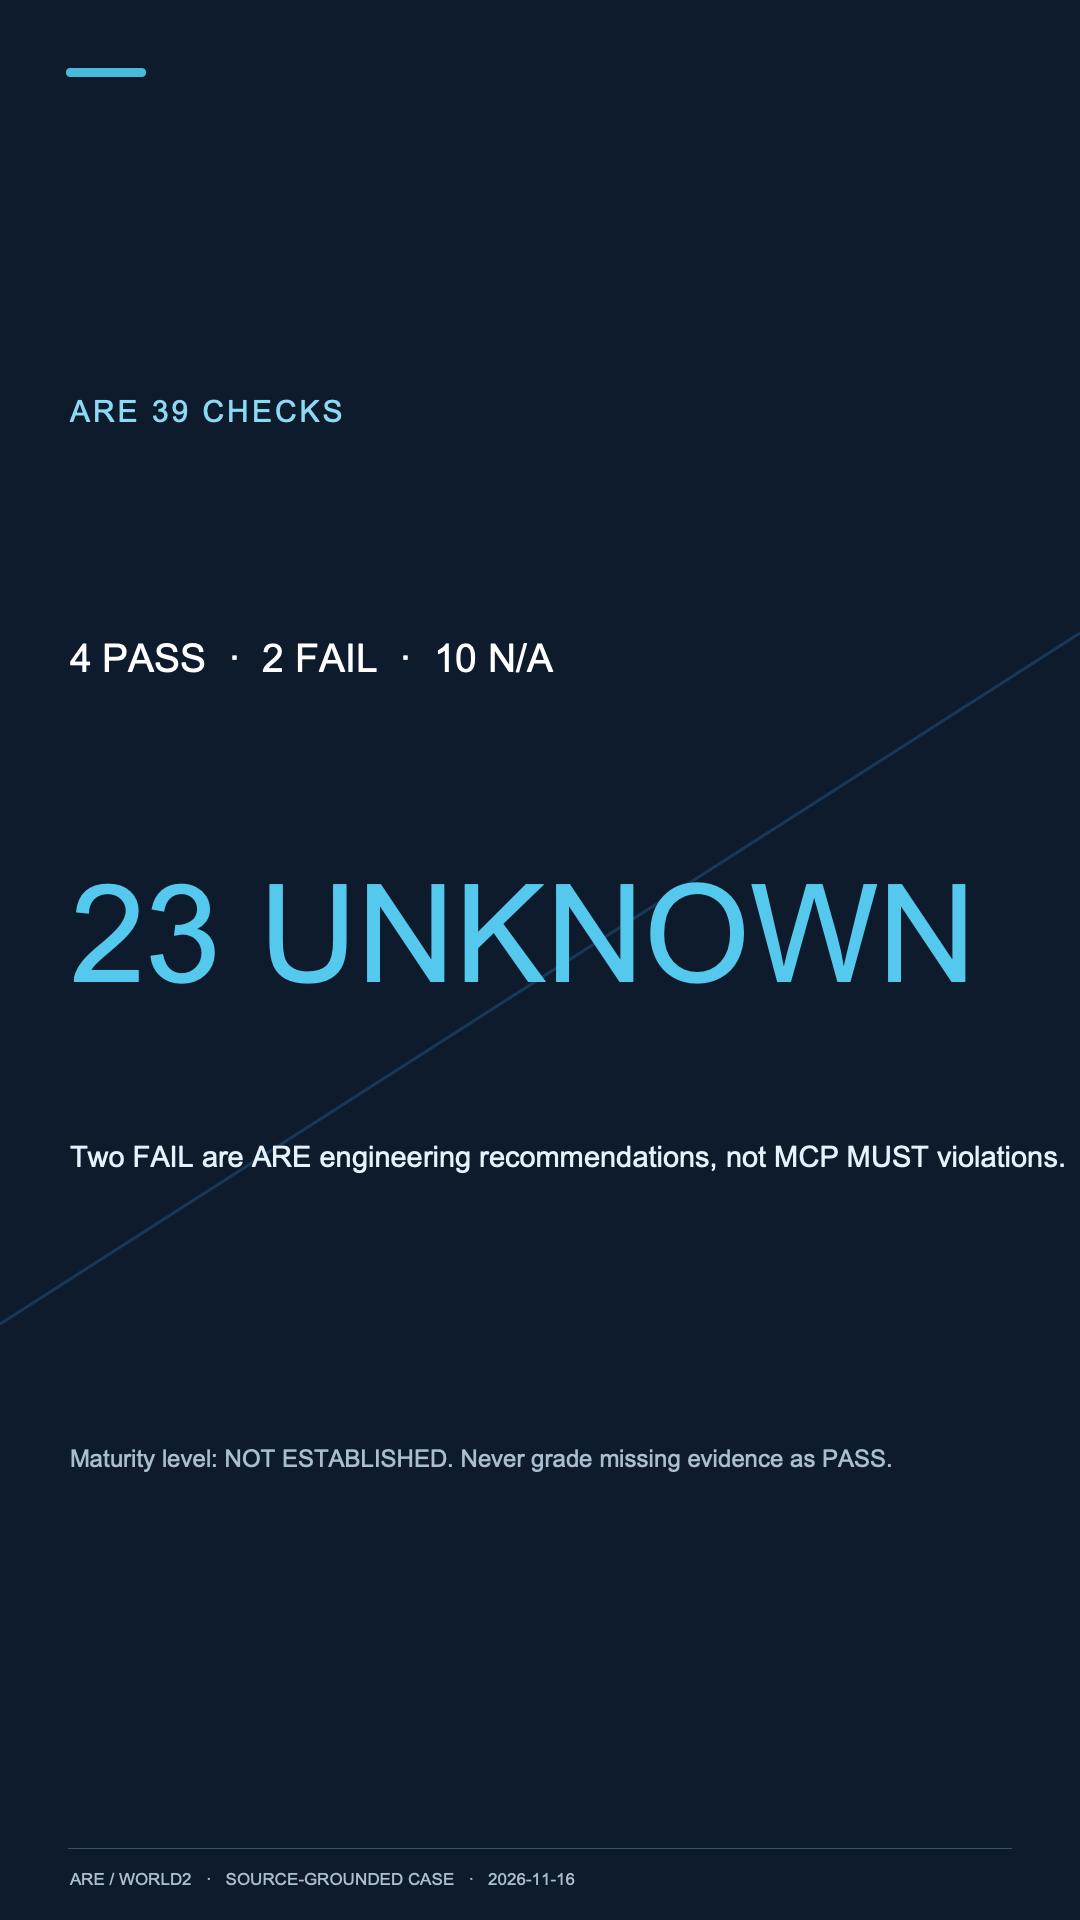 ARE 39 CHECKS
4 PASS · 2 FAIL · 10 N/A
23 UNKNOWN
Two FAIL are ARE engineering recommendations, not MCP MUST violations.
Maturity level: NOT ESTABLISHED. Never grade missing evidence as PASS.
ARE / WORLD2 · SOURCE-GROUNDED CASE · 2026-11-16